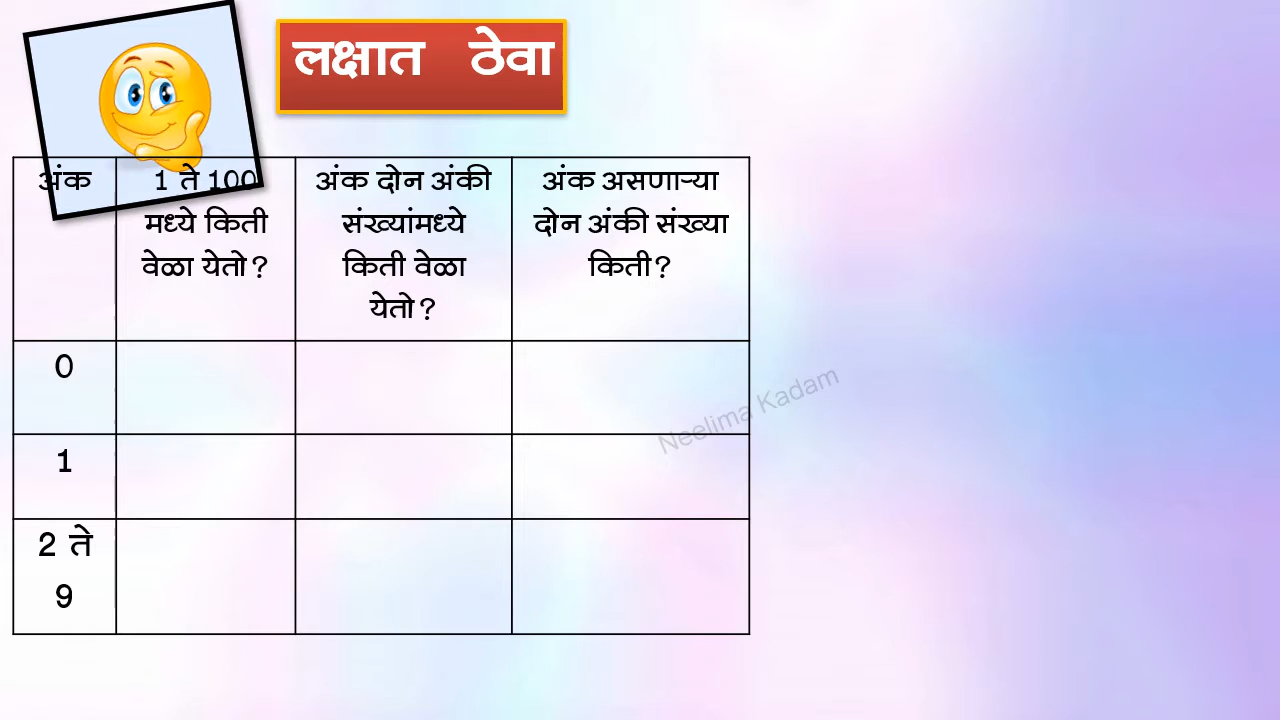 लक्षात ठेवा
अंक
1 ते 100
मध्ये किती
वेळा येतो?
अंक दोन अंकी
संख्यांमध्ये
किती वेळा
येतो?
अंक असणाऱ्या
दोन अंकी संख्या
किती?
0
1
2 ते
9
Neelima Kadam